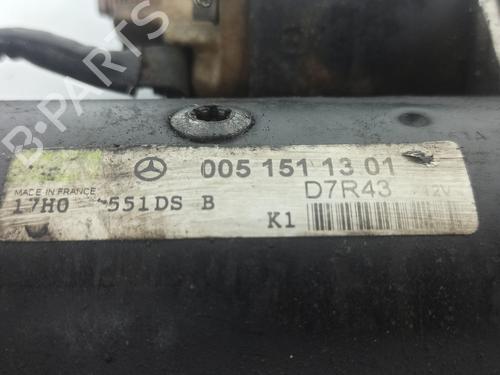 005 151 13 01
MADE IN FRANCE
D7R43 12V
17H0 551DS B
K1
B-Parts